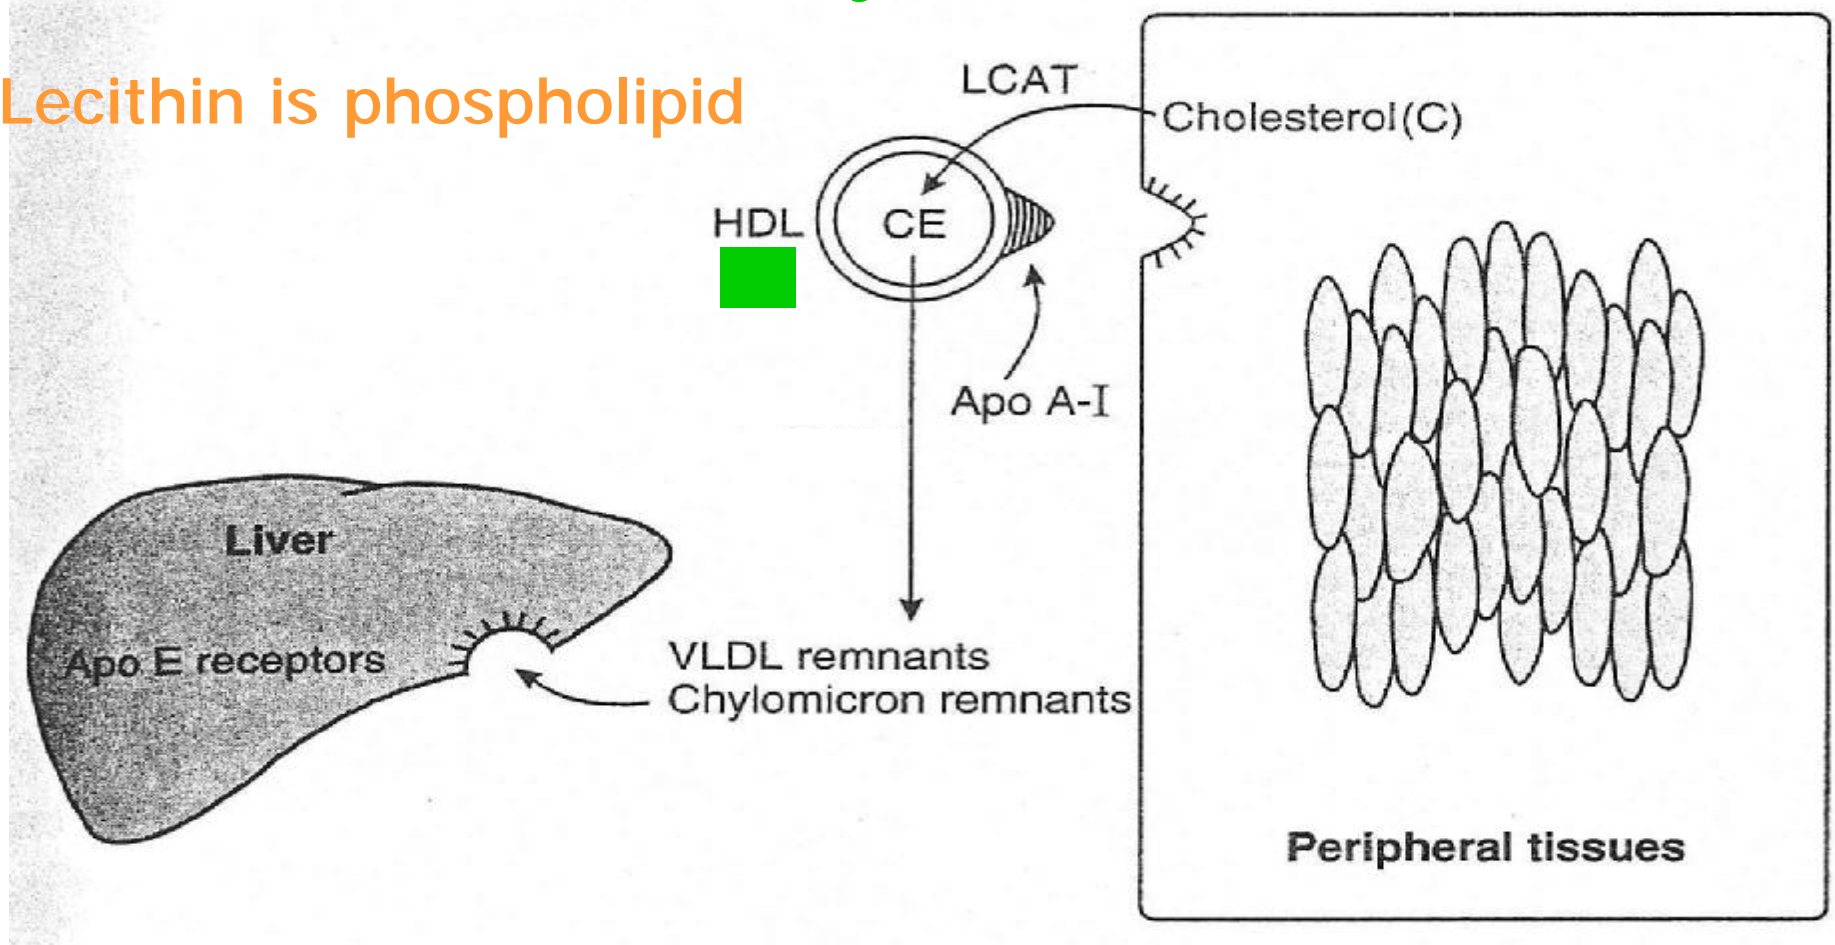 Lecithin is phospholipid
LCAT
Cholesterol(C)
HDL
CE
Apo A-I
Liver
Apo E receptors
VLDL remnants
Chylomicron remnants
Peripheral tissues